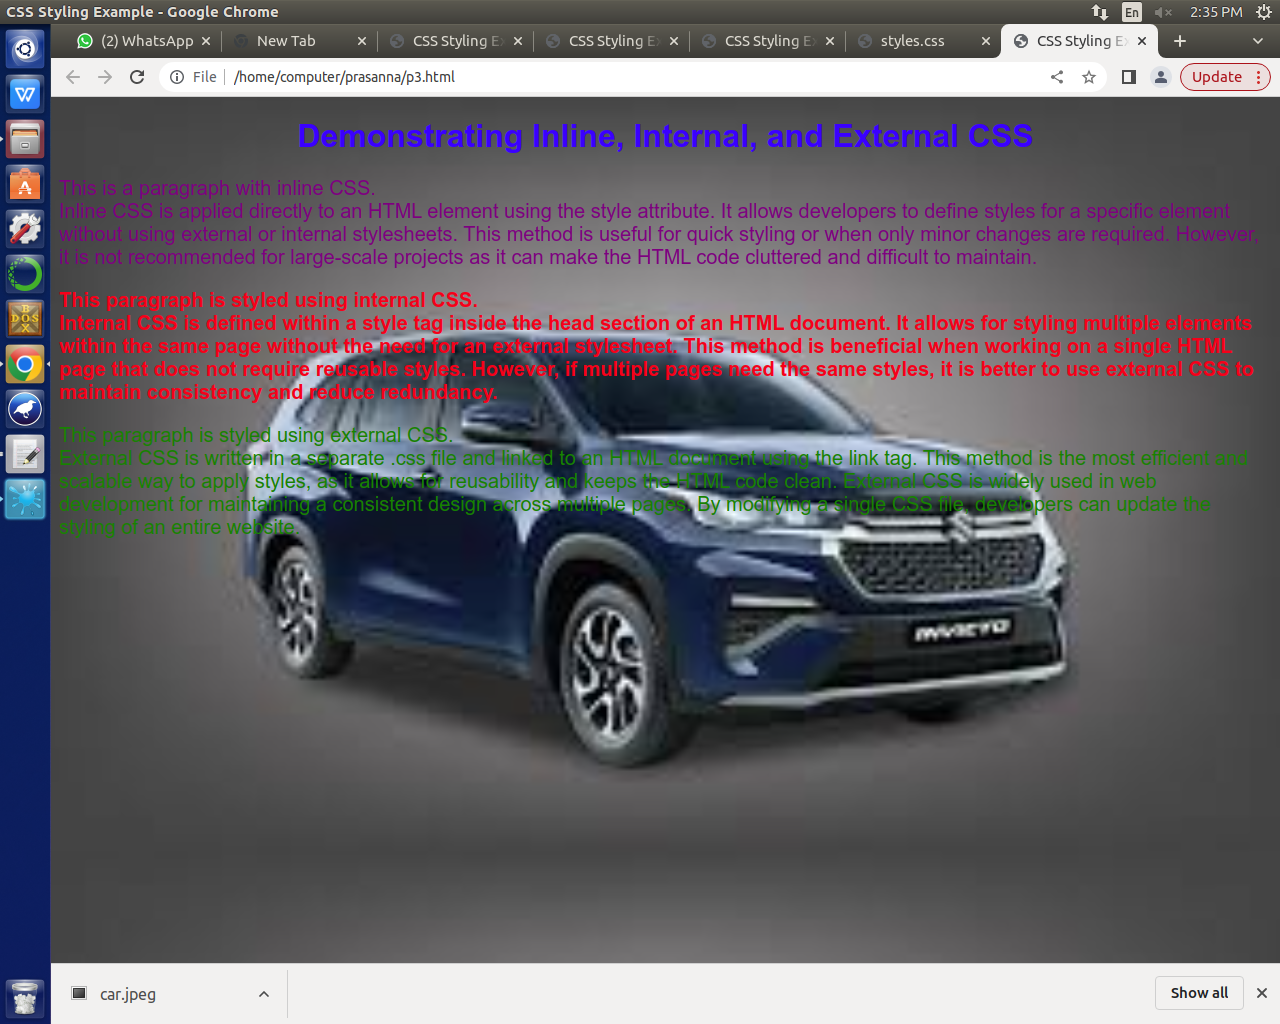 CSS Styling Example - Google Chrome
En
2:35 PM
(2) WhatsApp
New Tab
CSS Styling Ex
CSS Styling Ex
CSS Styling Ex
styles.css
CSS Styling Ex
File
/home/computer/prasanna/p3.html
Update
Demonstrating Inline, Internal, and External CSS
This is a paragraph with inline CSS.
Inline CSS is applied directly to an HTML element using the style attribute. It allows developers to define styles for a specific element
without using external or internal stylesheets. This method is useful for quick styling or when only minor changes are required. However,
it is not recommended for large-scale projects as it can make the HTML code cluttered and difficult to maintain.
This paragraph is styled using internal CSS.
Internal CSS is defined within a style tag inside the head section of an HTML document. It allows for styling multiple elements
within the same page without the need for an external stylesheet. This method is beneficial when working on a single HTML
page that does not require reusable styles. However, if multiple pages need the same styles, it is better to use external CSS to
maintain consistency and reduce redundancy.
This paragraph is styled using external CSS.
External CSS is written in a separate .css file and linked to an HTML document using the link tag. This method is the most efficient and
scalable way to apply styles, as it allows for reusability and keeps the HTML code clean. External CSS is widely used in web
development for maintaining a consistent design across multiple pages. By modifying a single CSS file, developers can update the
styling of an entire website.
INVICTO
DOS
car.jpeg
Show all